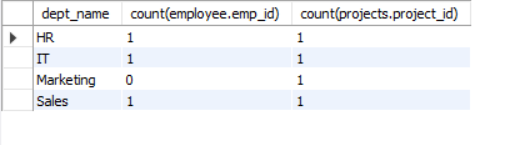 dept_name count(employee.emp_id) count(projects.project_id)
HR 1 1
IT 1 1
Marketing 0 1
Sales 1 1